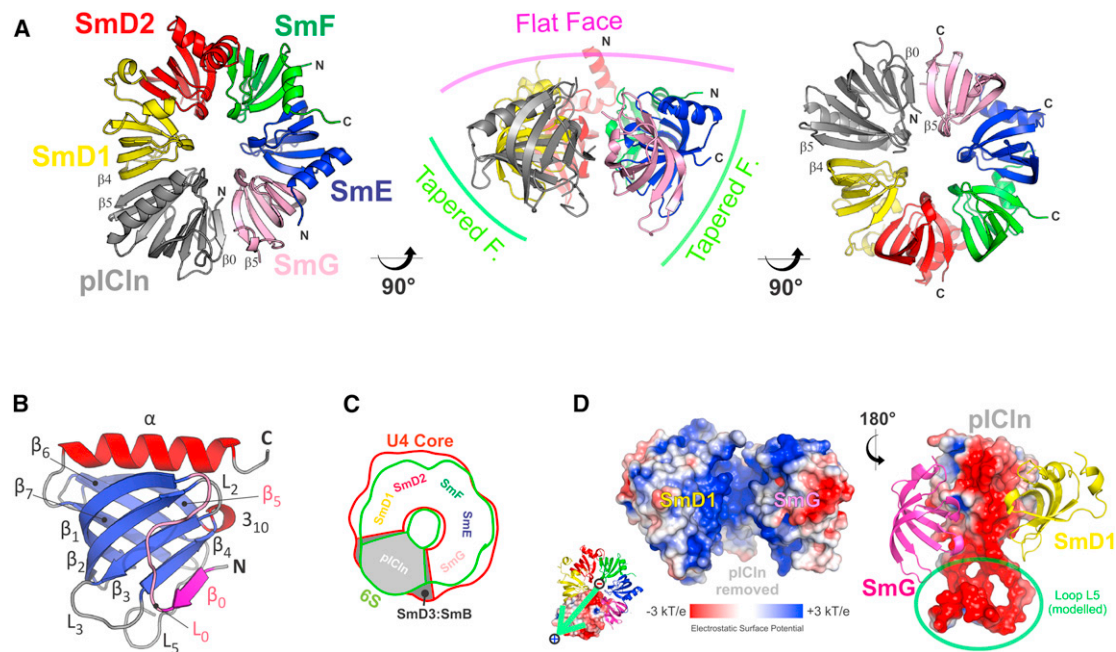 A
SmD2
SmF
N
C
SmD1
β4
β5
N
SmE
N
β0
β5
SmG
pICln
90°
Flat Face
N
N
C
Tapered F.
Tapered F.
90°
β0
C
N
β5
β5
β4
C
C
C
B
α
C
β6
β7
L2
β5
β1
310
β2
β4
β3
N
β0
L3
L0
L5
C
U4 Core
SmD2
SmD1
SmF
SmE
pICln
SmG
6S
SmD3:SmB
D
SmD1
SmG
pICln
removed
-3 kT/e
+3 kT/e
Electrostatic Surface Potential
180°
pICln
SmD1
SmG
Loop L5
(modelled)